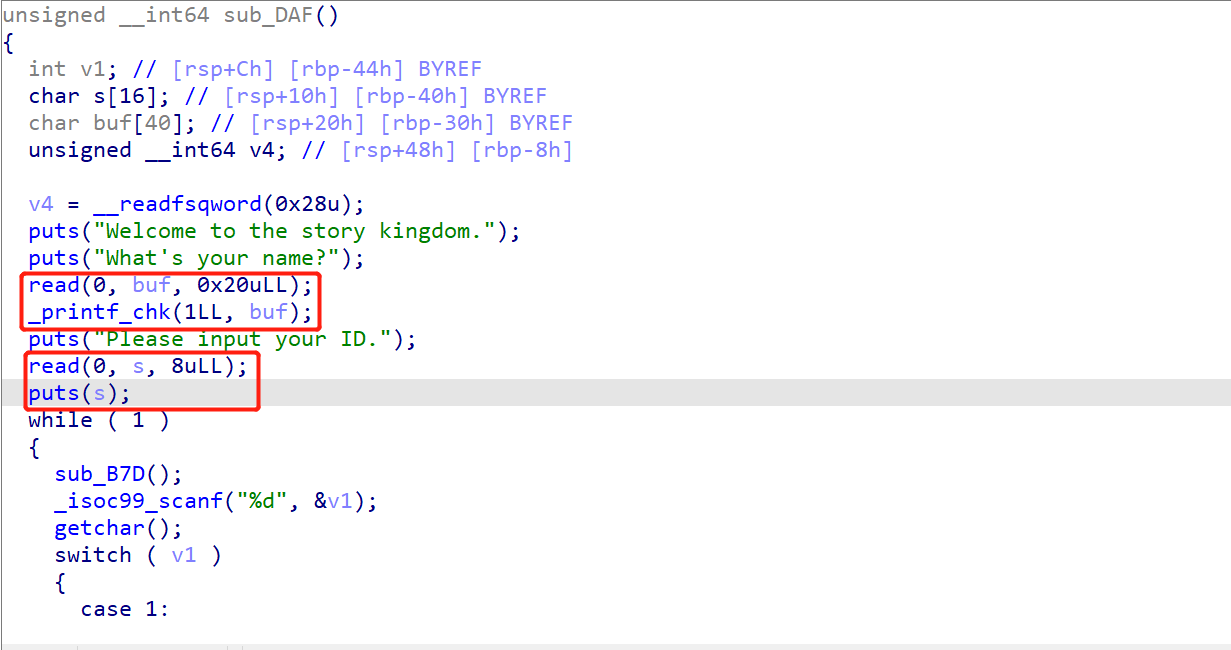 unsigned __int64 sub_DAF()
{
  int v1; // [rsp+Ch] [rbp-44h] BYREF
  char s[16]; // [rsp+10h] [rbp-40h] BYREF
  char buf[40]; // [rsp+20h] [rbp-30h] BYREF
  unsigned __int64 v4; // [rsp+48h] [rbp-8h]

  v4 = __readfsqword(0x28u);
  puts("Welcome to the story kingdom.");
  puts("What's your name?");
  read(0, buf, 0x20uLL);
  _printf_chk(1LL, buf);
  puts("Please input your ID.");
  read(0, s, 8uLL);
  puts(s);
  while ( 1 )
  {
    sub_B7D();
    _isoc99_scanf("%d", &v1);
    getchar();
    switch ( v1 )
    {
      case 1: